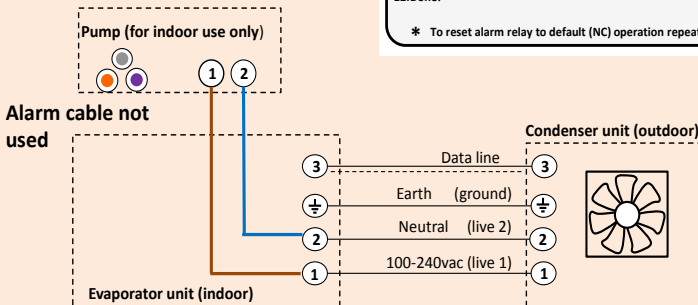 * To reset alarm relay to default (NC) operation repeat
Pump (for indoor use only)
1 2
Alarm cable not
used
Condenser unit (outdoor)
3 Data line 3
Earth (ground)
2 Neutral (live 2) 2
1 100-240vac (live 1) 1
Evaporator unit (indoor)